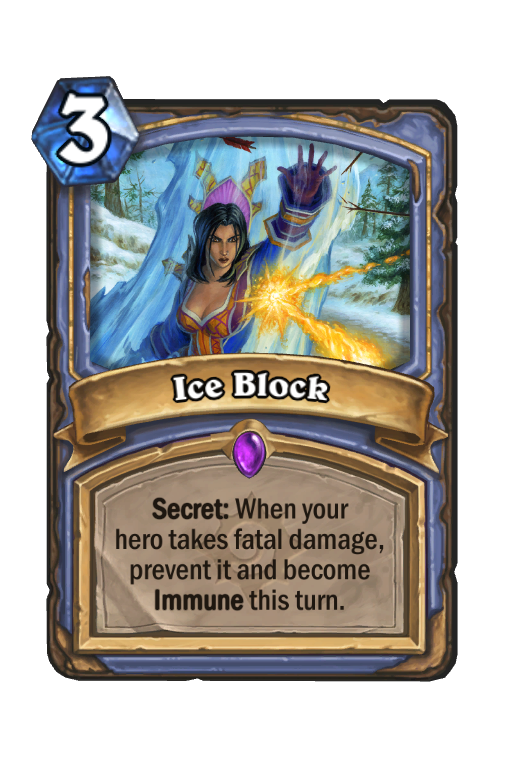 3
Ice Block
Secret: When your
hero takes fatal damage,
prevent it and become
Immune this turn.